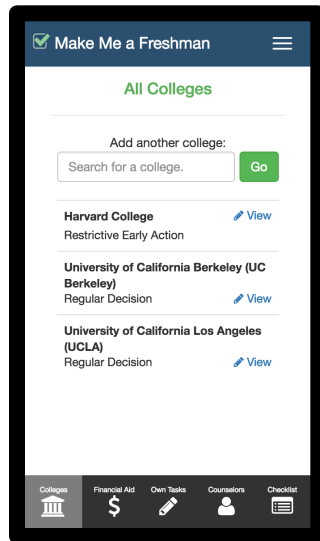 Make Me a Freshman
All Colleges
Add another college:
Search for a college.
Go
Harvard College
View
Restrictive Early Action
University of California Berkeley (UC
Berkeley)
Regular Decision
View
University of California Los Angeles
(UCLA)
Regular Decision
View
Colleges
Financial Aid
Own Tasks
Counselors
Checklist